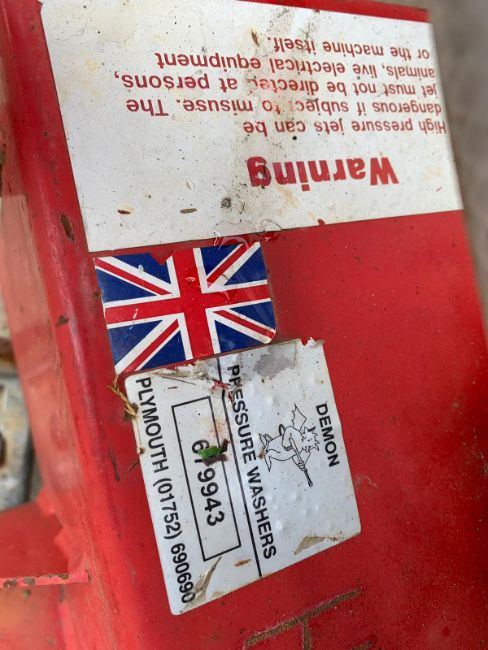 Warning
High pressure jets can be
dangerous if subject to misuse. The
jet must not be directed at persons,
animals, live electrical equipment
or the machine itself.
DEMON
PRESSURE WASHERS
679943
PLYMOUTH (01752) 690690